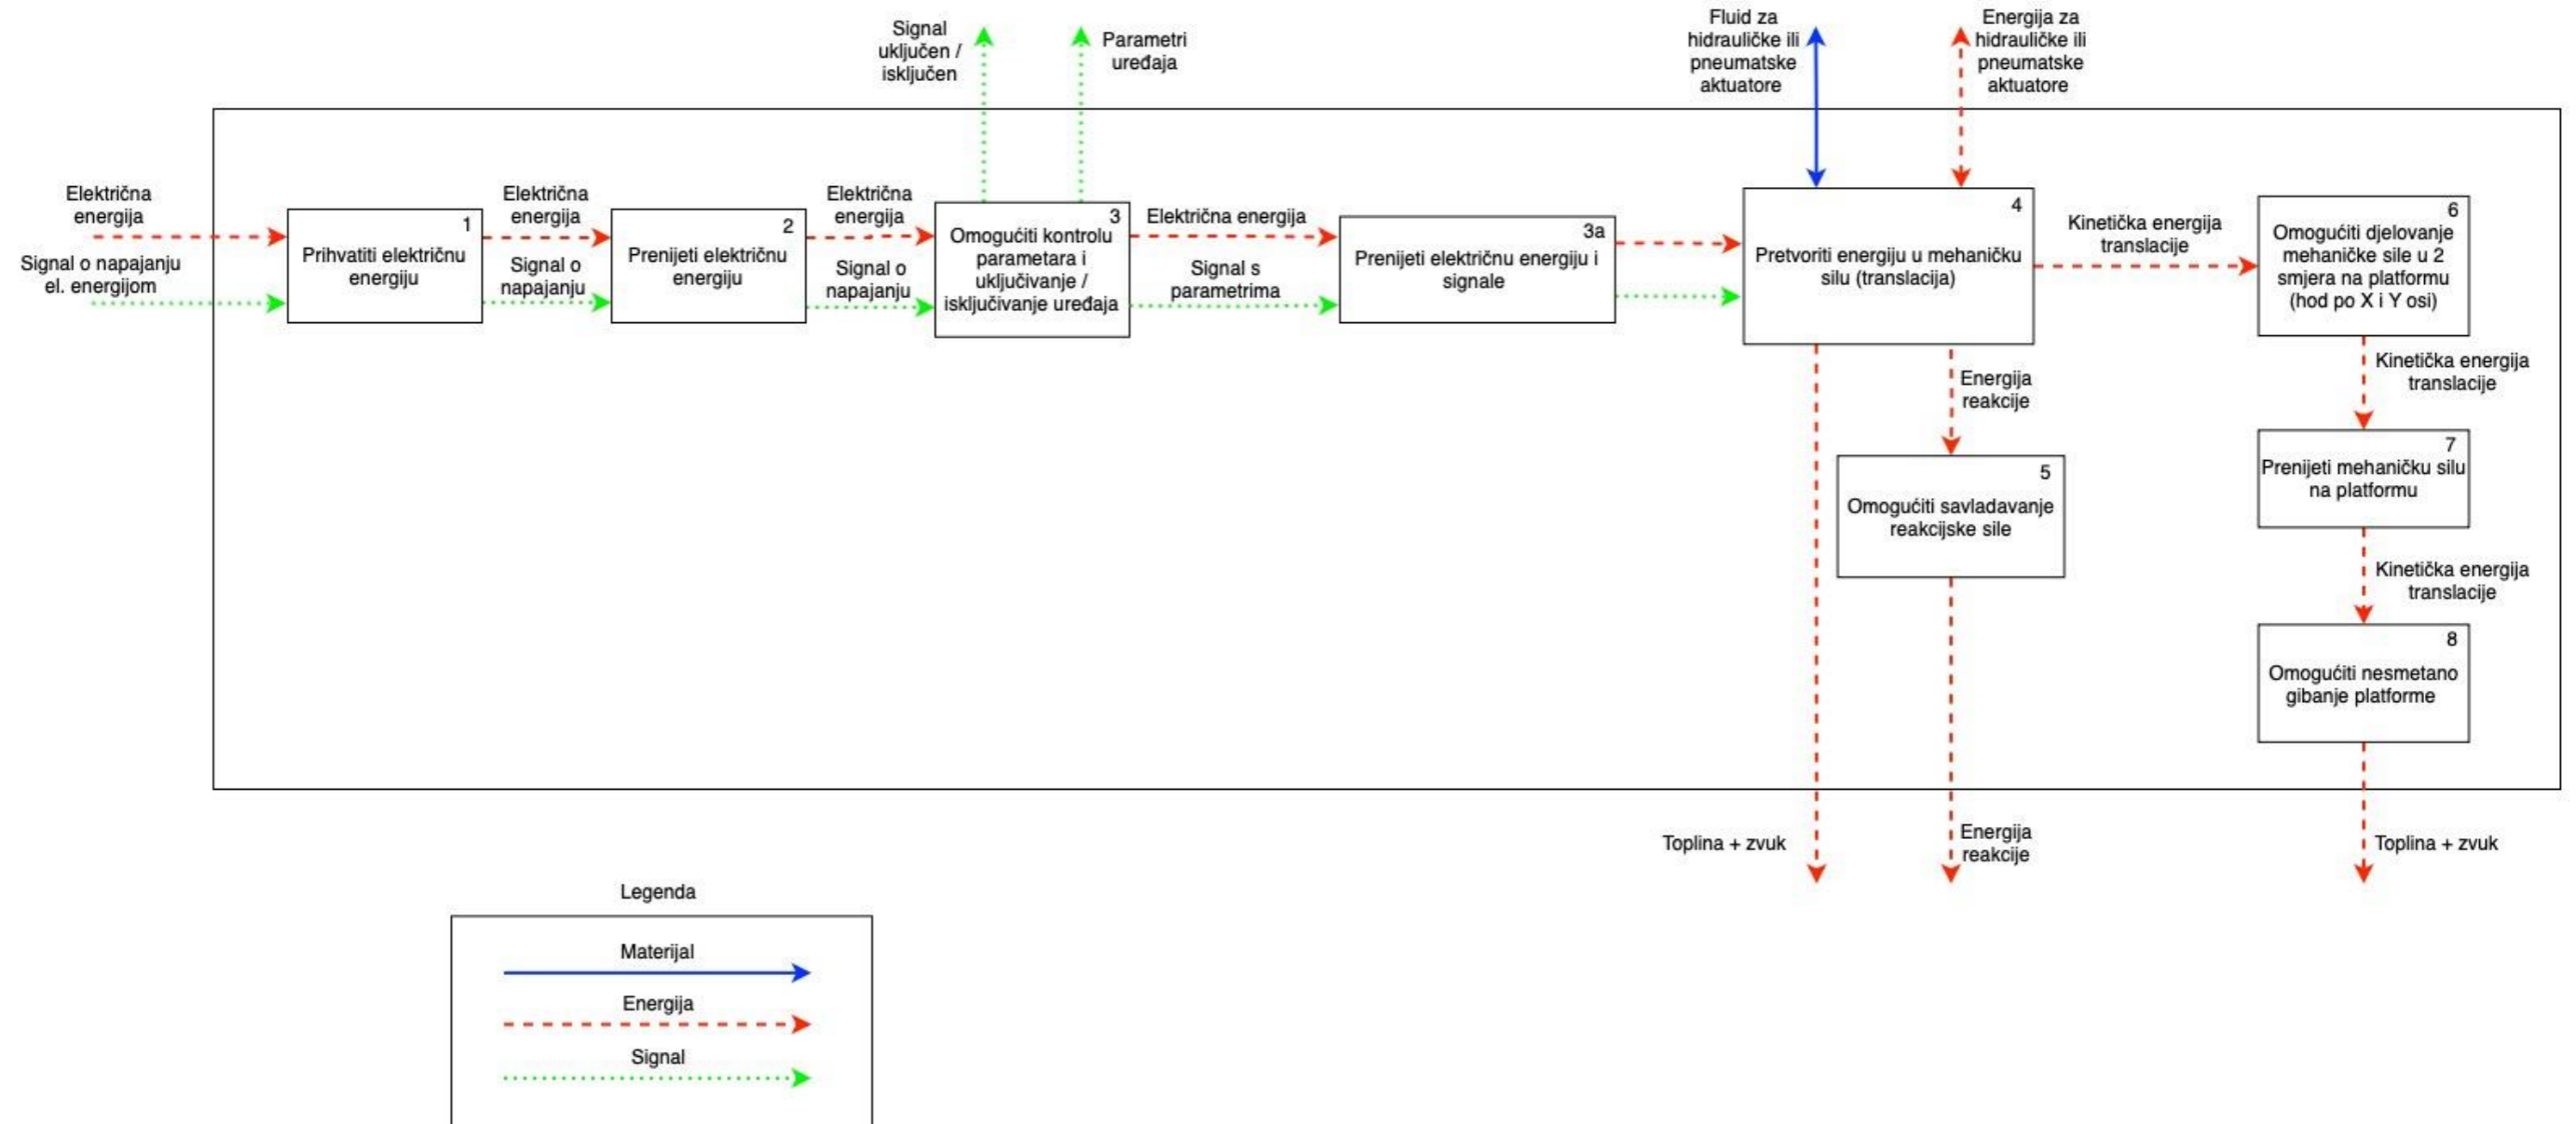 Signal
uključen /
isključen
Parametri
uređaja
Fluid za
hidrauličke ili
pneumatske
aktuatore
Energija za
hidrauličke ili
pneumatske
aktuatore
Električna
energija
Signal o napajanju
el. energijom
1
Prihvatiti električnu
energiju
Električna
energija
Signal o
napajanju
2
Prenijeti električnu
energiju
Električna
energija
Signal o
napajanju
3
Omogućiti kontrolu
parametara i
uključivanje /
isključivanje uređaja
Električna energija
Signal s
parametrima
3a
Prenijeti električnu energiju i
signale
4
Pretvoriti energiju u mehaničku
silu (translacija)
Kinetička energija
translacije
6
Omogućiti djelovanje
mehaničke sile u 2
smjera na platformu
(hod po X i Y osi)
Energija
reakcije
Kinetička energija
translacije
5
Omogućiti savladavanje
reakcijske sile
7
Prenijeti mehaničku silu
na platformu
Kinetička energija
translacije
8
Omogućiti nesmetano
gibanje platforme
Toplina + zvuk
Energija
reakcije
Toplina + zvuk
Legenda
Materijal
Energija
Signal